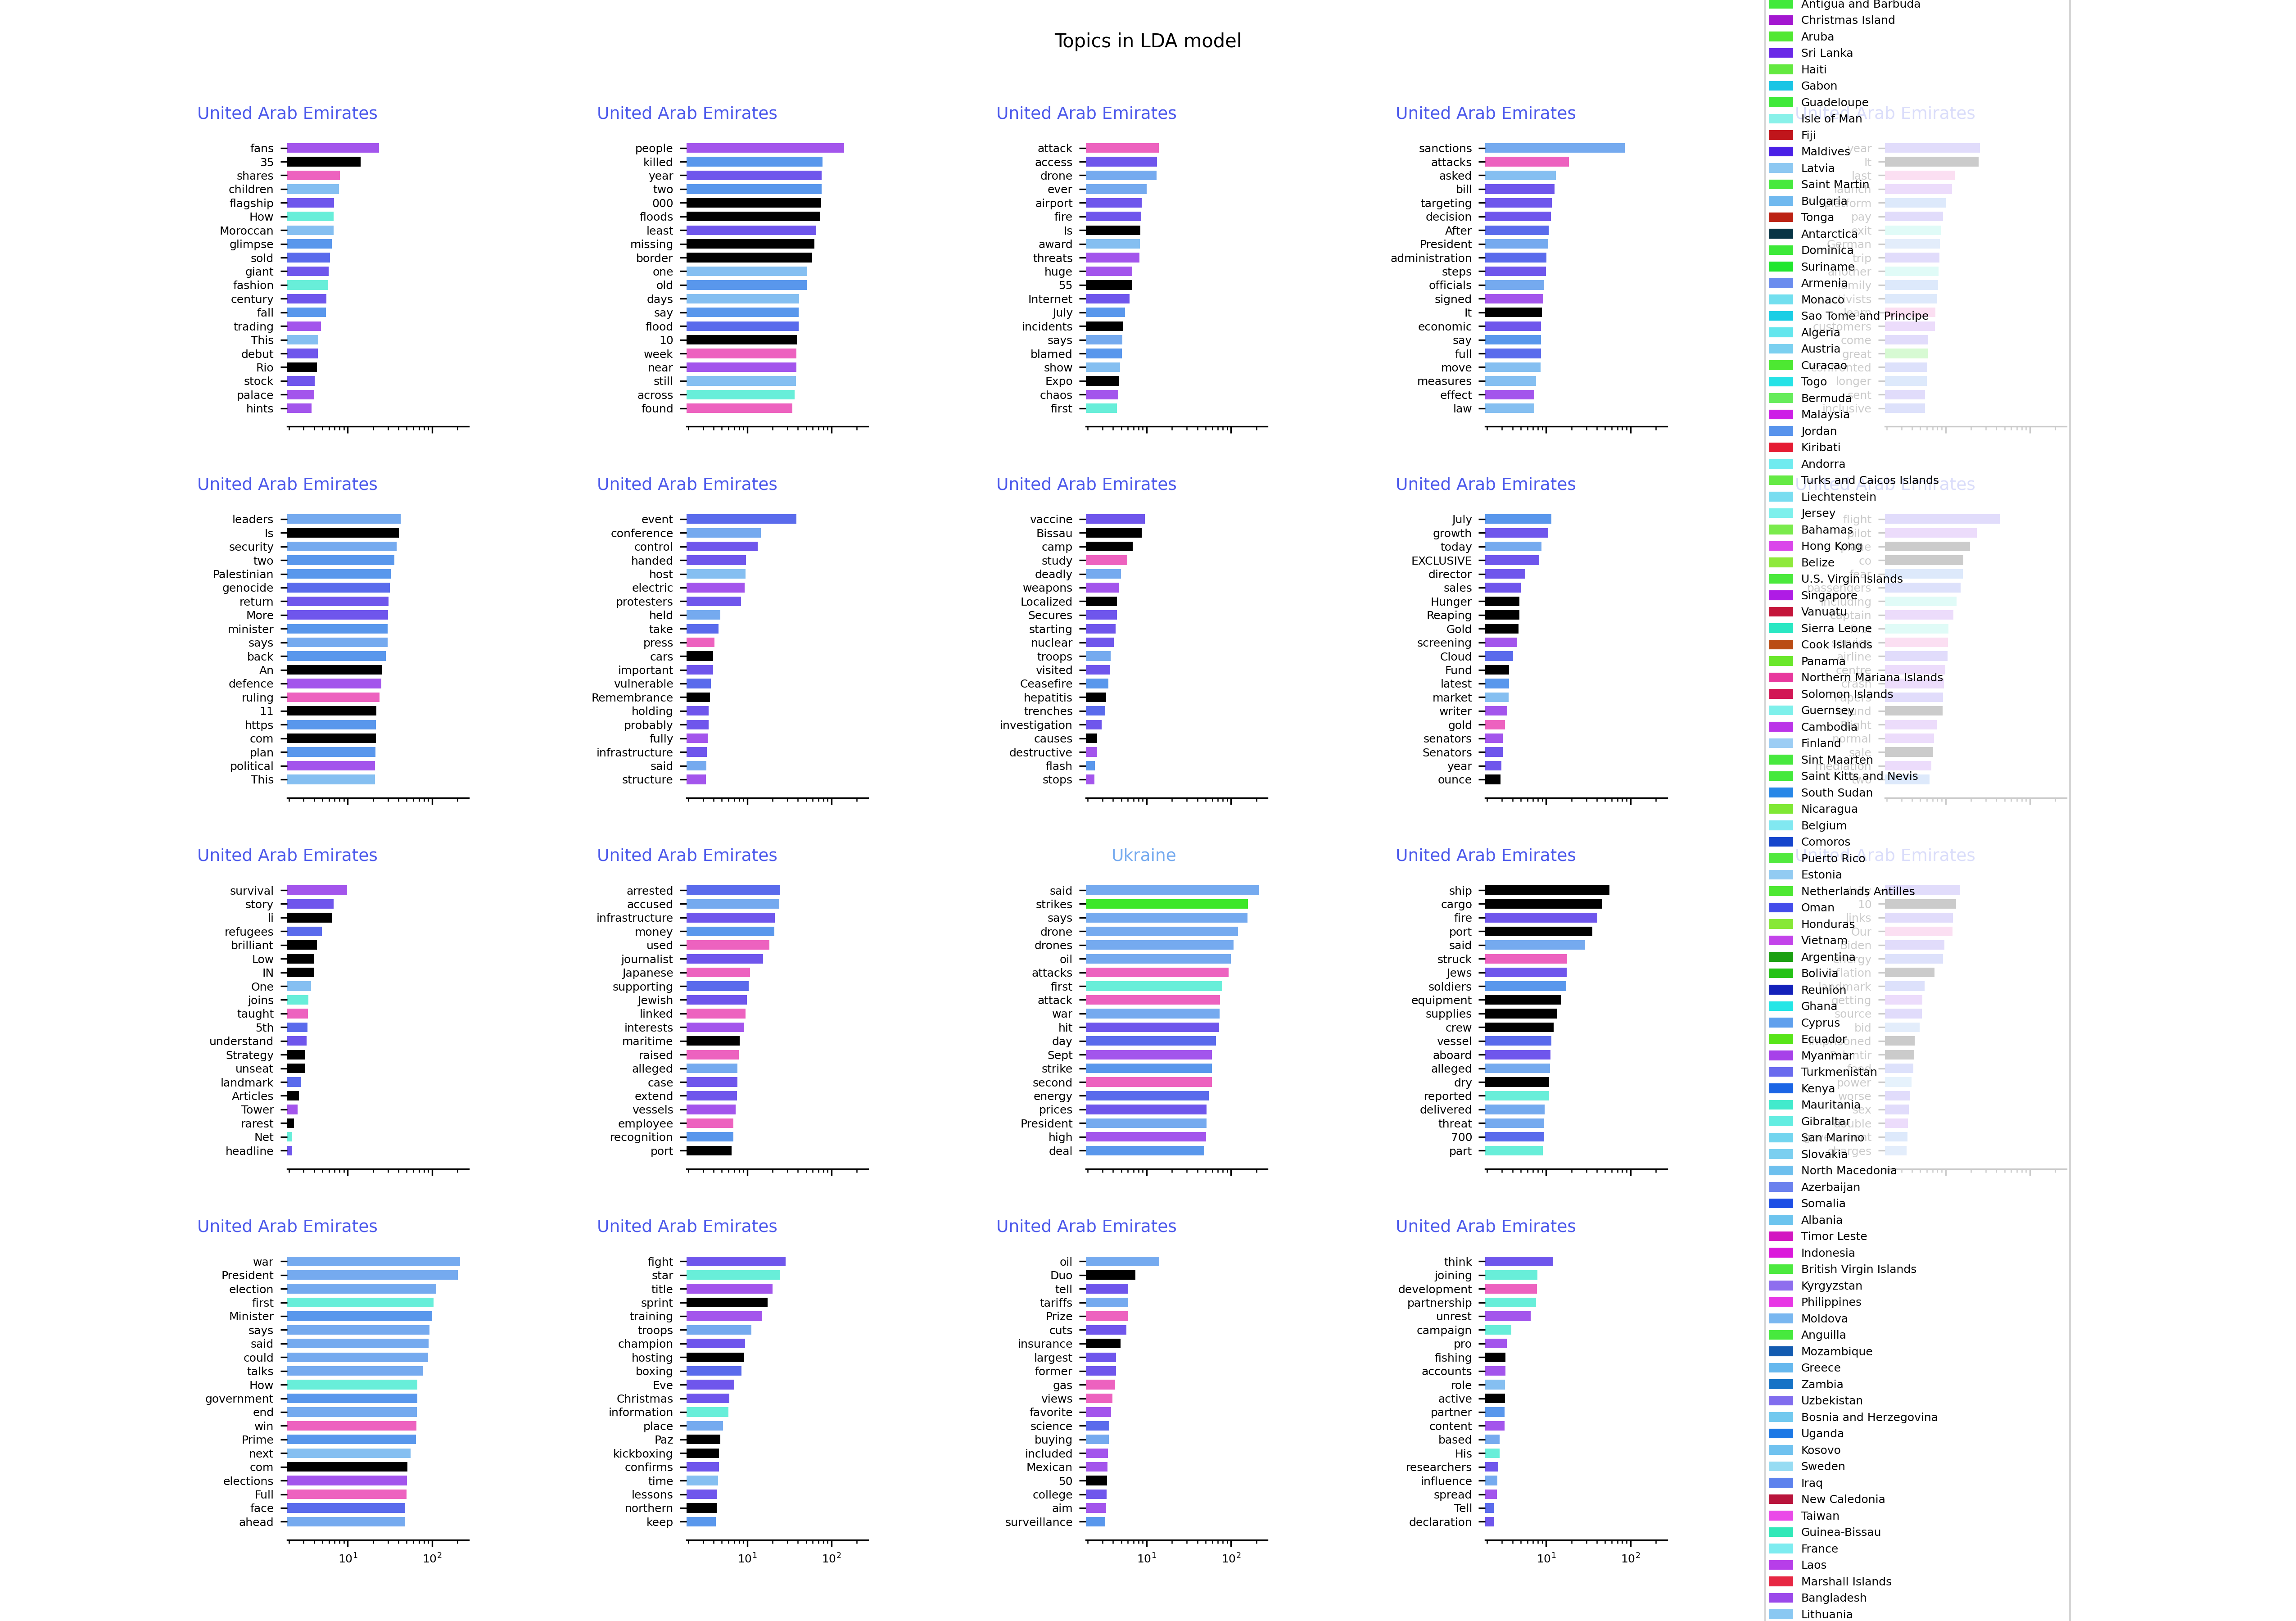 Topics in LDA model
United Arab Emirates
fans
35
shares
children
flagship
How
Moroccan
glimpse
sold
giant
fashion
century
fall
trading
This
debut
Rio
stock
palace
hints
United Arab Emirates
people
killed
year
two
000
floods
least
missing
border
one
old
days
say
flood
10
week
near
still
across
found
United Arab Emirates
attack
access
drone
ever
airport
fire
Is
award
threats
huge
55
Internet
July
incidents
says
blamed
show
Expo
chaos
first
United Arab Emirates
sanctions
attacks
asked
bill
targeting
decision
After
President
administration
steps
officials
signed
It
economic
say
full
move
measures
effect
law
United Arab Emirates
leaders
Is
security
two
Palestinian
genocide
return
More
minister
says
back
An
defence
ruling
11
https
com
plan
political
This
United Arab Emirates
event
conference
control
handed
host
electric
protesters
held
take
press
cars
important
vulnerable
Remembrance
holding
probably
fully
infrastructure
said
structure
United Arab Emirates
vaccine
Bissau
camp
study
deadly
weapons
Localized
Secures
starting
nuclear
troops
visited
Ceasefire
hepatitis
trenches
investigation
causes
destructive
flash
stops
United Arab Emirates
July
growth
today
EXCLUSIVE
director
sales
Hunger
Reaping
Gold
screening
Cloud
Fund
latest
market
writer
gold
senators
Senators
year
ounce
United Arab Emirates
survival
story
li
refugees
brilliant
Low
IN
One
joins
taught
5th
understand
Strategy
unseat
landmark
Articles
Tower
rarest
Net
headline
United Arab Emirates
arrested
accused
infrastructure
money
used
journalist
Japanese
supporting
Jewish
linked
interests
maritime
raised
alleged
case
extend
vessels
employee
recognition
port
Ukraine
said
strikes
says
drone
drones
oil
attacks
first
attack
war
hit
day
Sept
strike
second
energy
prices
President
high
deal
United Arab Emirates
ship
cargo
fire
port
said
struck
Jews
soldiers
equipment
supplies
crew
vessel
aboard
alleged
dry
reported
delivered
threat
700
part
United Arab Emirates
war
President
election
first
Minister
says
said
could
talks
How
government
end
win
Prime
next
com
elections
Full
face
ahead
10¹ 10²
United Arab Emirates
fight
star
title
sprint
training
troops
champion
hosting
boxing
Eve
Christmas
information
place
Paz
kickboxing
confirms
time
lessons
northern
keep
10¹ 10²
United Arab Emirates
oil
Duo
tell
tariffs
Prize
cuts
insurance
largest
former
gas
views
favorite
science
buying
included
Mexican
50
college
aim
surveillance
10¹ 10²
United Arab Emirates
think
joining
development
partnership
unrest
campaign
pro
fishing
accounts
role
active
partner
content
based
His
researchers
influence
spread
Tell
declaration
10¹ 10²
Antigua and Barbuda
Christmas Island
Aruba
Sri Lanka
Haiti
Gabon
Guadeloupe
Isle of Man
Fiji
Maldives
Latvia
Saint Martin
Bulgaria
Tonga
Antarctica
Dominica
Suriname
Armenia
Monaco
Sao Tome and Principe
Algeria
Austria
Curacao
Togo
Bermuda
Malaysia
Jordan
Kiribati
Andorra
Turks and Caicos Islands
Liechtenstein
Jersey
Bahamas
Hong Kong
Belize
U.S. Virgin Islands
Singapore
Vanuatu
Sierra Leone
Cook Islands
Panama
Northern Mariana Islands
Solomon Islands
Guernsey
Cambodia
Finland
Sint Maarten
Saint Kitts and Nevis
South Sudan
Nicaragua
Belgium
Comoros
Puerto Rico
Estonia
Netherlands Antilles
Oman
Honduras
Vietnam
Argentina
Bolivia
Reunion
Ghana
Cyprus
Ecuador
Myanmar
Turkmenistan
Kenya
Mauritania
Gibraltar
San Marino
Slovakia
North Macedonia
Azerbaijan
Somalia
Albania
Timor Leste
Indonesia
British Virgin Islands
Kyrgyzstan
Philippines
Moldova
Anguilla
Mozambique
Greece
Zambia
Uzbekistan
Bosnia and Herzegovina
Uganda
Kosovo
Sweden
Iraq
New Caledonia
Taiwan
Guinea-Bissau
France
Laos
Marshall Islands
Bangladesh
Lithuania